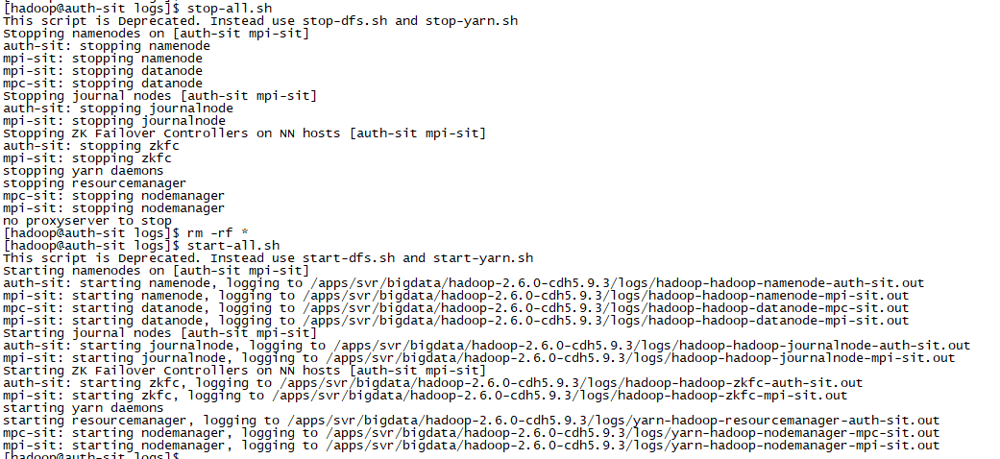 [hadoop@auth-sit logs]$ stop-all.sh
This script is Deprecated. Instead use stop-dfs.sh and stop-yarn.sh
Stopping namenodes on [auth-sit mpi-sit]
auth-sit: stopping namenode
mpi-sit: stopping namenode
mpi-sit: stopping datanode
mpc-sit: stopping datanode
Stopping journal nodes [auth-sit mpi-sit]
auth-sit: stopping journalnode
mpi-sit: stopping journalnode
Stopping ZK Failover Controllers on NN hosts [auth-sit mpi-sit]
auth-sit: stopping zkfc
mpi-sit: stopping zkfc
stopping yarn daemons
stopping resourcemanager
mpc-sit: stopping nodemanager
mpi-sit: stopping nodemanager
no proxyserver to stop
[hadoop@auth-sit logs]$ rm -rf *
[hadoop@auth-sit logs]$ start-all.sh
This script is Deprecated. Instead use start-dfs.sh and start-yarn.sh
Starting namenodes on [auth-sit mpi-sit]
auth-sit: starting namenode, logging to /apps/svr/bigdata/hadoop-2.6.0-cdh5.9.3/logs/hadoop-hadoop-namenode-auth-sit.out
mpi-sit: starting namenode, logging to /apps/svr/bigdata/hadoop-2.6.0-cdh5.9.3/logs/hadoop-hadoop-namenode-mpi-sit.out
mpc-sit: starting datanode, logging to /apps/svr/bigdata/hadoop-2.6.0-cdh5.9.3/logs/hadoop-hadoop-datanode-mpc-sit.out
mpi-sit: starting datanode, logging to /apps/svr/bigdata/hadoop-2.6.0-cdh5.9.3/logs/hadoop-hadoop-datanode-mpi-sit.out
Starting journal nodes [auth-sit mpi-sit]
auth-sit: starting journalnode, logging to /apps/svr/bigdata/hadoop-2.6.0-cdh5.9.3/logs/hadoop-hadoop-journalnode-auth-sit.out
mpi-sit: starting journalnode, logging to /apps/svr/bigdata/hadoop-2.6.0-cdh5.9.3/logs/hadoop-hadoop-journalnode-mpi-sit.out
Starting ZK Failover Controllers on NN hosts [auth-sit mpi-sit]
auth-sit: starting zkfc, logging to /apps/svr/bigdata/hadoop-2.6.0-cdh5.9.3/logs/hadoop-hadoop-zkfc-auth-sit.out
mpi-sit: starting zkfc, logging to /apps/svr/bigdata/hadoop-2.6.0-cdh5.9.3/logs/hadoop-hadoop-zkfc-mpi-sit.out
starting yarn daemons
starting resourcemanager, logging to /apps/svr/bigdata/hadoop-2.6.0-cdh5.9.3/logs/yarn-hadoop-resourcemanager-auth-sit.out
mpc-sit: starting nodemanager, logging to /apps/svr/bigdata/hadoop-2.6.0-cdh5.9.3/logs/yarn-hadoop-nodemanager-mpc-sit.out
mpi-sit: starting nodemanager, logging to /apps/svr/bigdata/hadoop-2.6.0-cdh5.9.3/logs/yarn-hadoop-nodemanager-mpi-sit.out
[hadoop@auth-sit logs]$